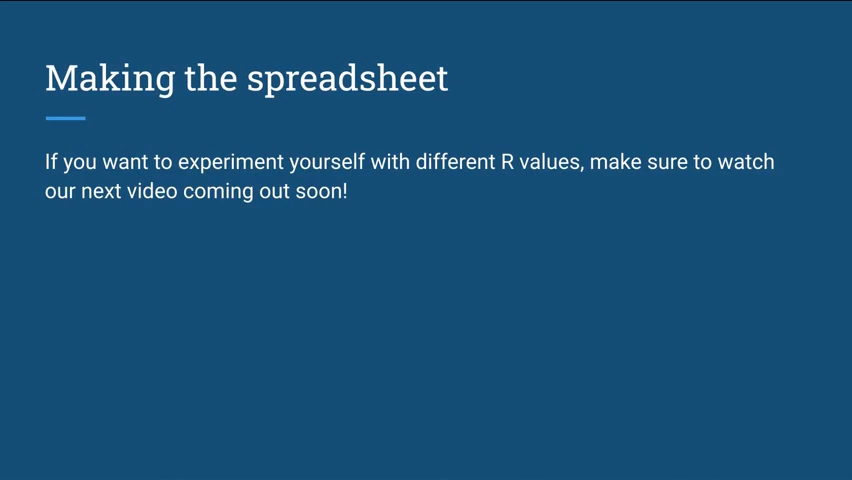 Making the spreadsheet
If you want to experiment yourself with different R values, make sure to watch
our next video coming out soon!